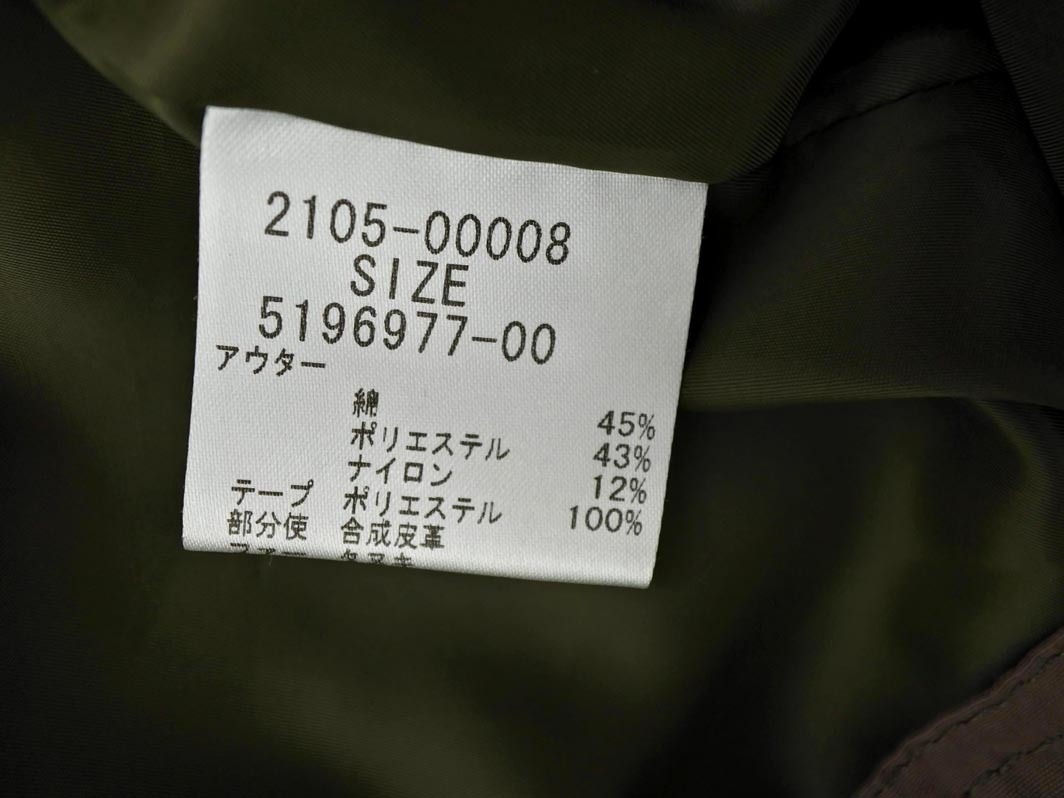 2105-00008
SIZE
5196977-00
アウター
綿 45%
ポリエステル 43%
ナイロン 12%
テープ ポリエステル 100%
部分使 合成皮革